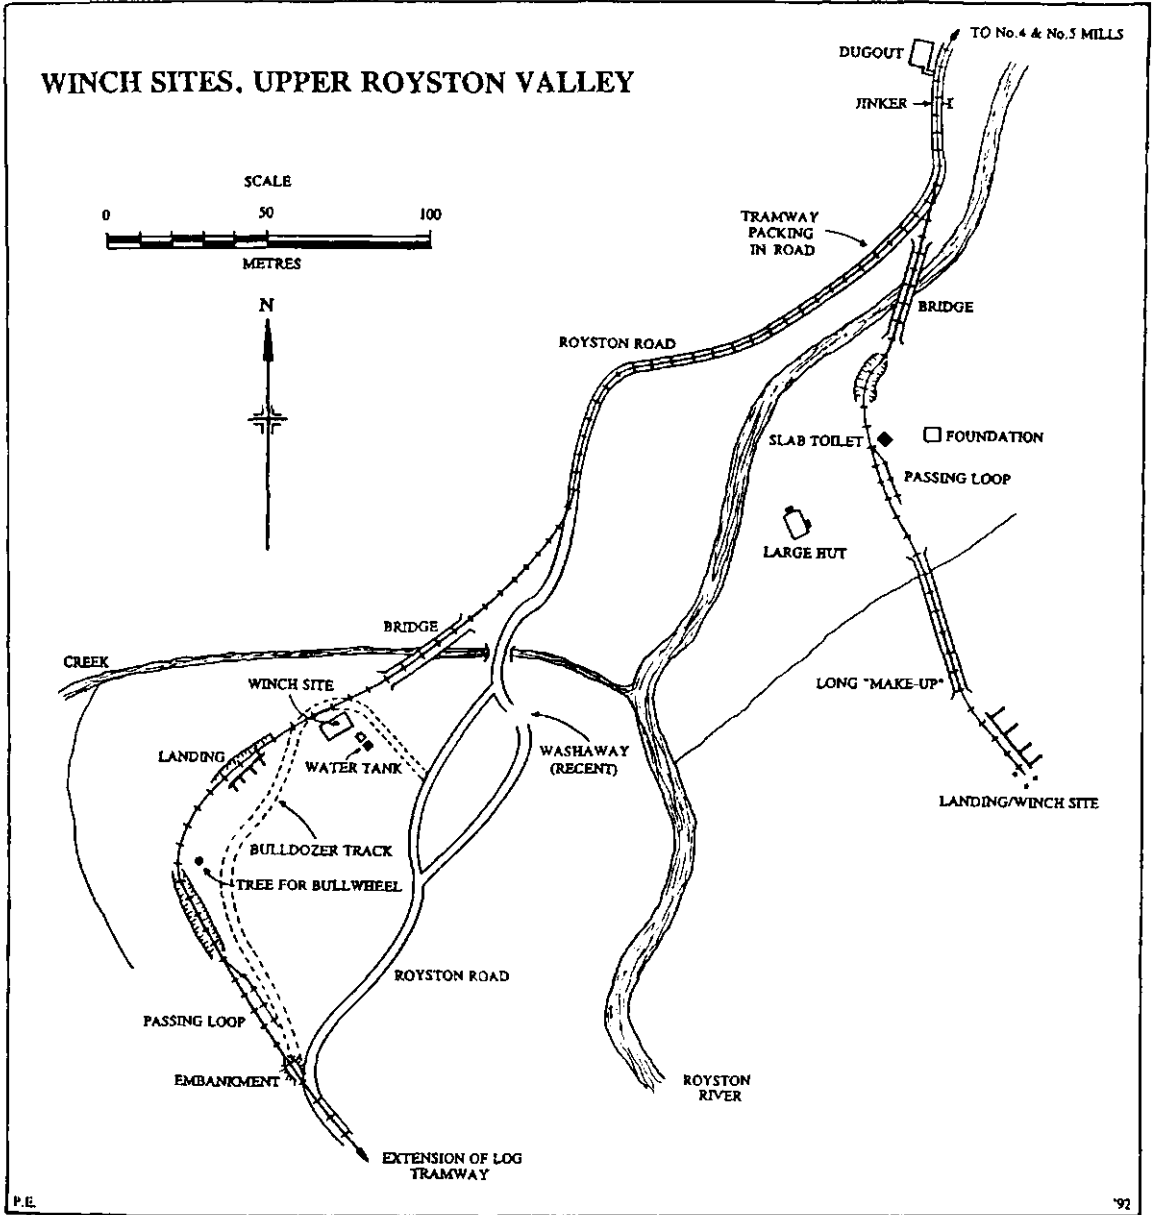 TO No.4 & No.5 MILLS
DUGOUT
WINCH SITES, UPPER ROYSTON VALLEY
JINKER
SCALE
0 50 100
METRES
TRAMWAY
PACKING
IN ROAD
N
BRIDGE
ROYSTON ROAD
SLAB TOILET
FOUNDATION
PASSING LOOP
LARGE HUT
BRIDGE
CREEK
WINCH SITE
LONG "MAKE-UP"
LANDING
WATER TANK
WASHAWAY
(RECENT)
LANDING/WINCH SITE
BULLDOZER TRACK
TREE FOR BULLWHEEL
ROYSTON ROAD
PASSING LOOP
EMBANKMENT
ROYSTON
RIVER
EXTENSION OF LOG
TRAMWAY
P.E.
'92